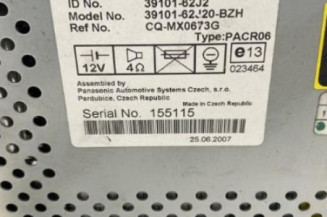 ID No. 39101-62J2
Model No. 39101-62J20-BZH
Ref No. CQ-MX0673G
Type:PACR06
12V 4Ω e13
023464
Assembled by
Panasonic Automotive Systems Czech, s.r.o.
Pardubice, Czech Republic
Made in Czech Republic
Serial No. 155115
25.06.2007